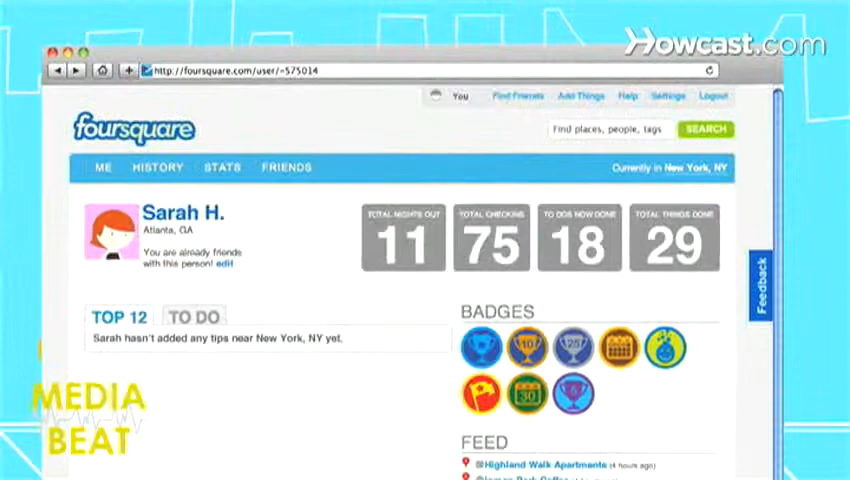 Howcast.com
http://foursquare.com/user/-575014
You Find Friends Add Things Help Settings Logout
foursquare
Find places, people, tags SEARCH
ME HISTORY STATS FRIENDS Currently in New York, NY
Sarah H.
Atlanta, GA
You are already friends
with this person! edit
TOTAL NIGHTS OUT TOTAL CHECKINS TO DOS NOW DONE TOTAL THINGS DONE
11 75 18 29
Feedback
TOP 12 TO DO
Sarah hasn't added any tips near New York, NY yet.
BADGES
10 25
30
MEDIA
BEAT
FEED
@Highland Walk Apartments (4 hours ago)